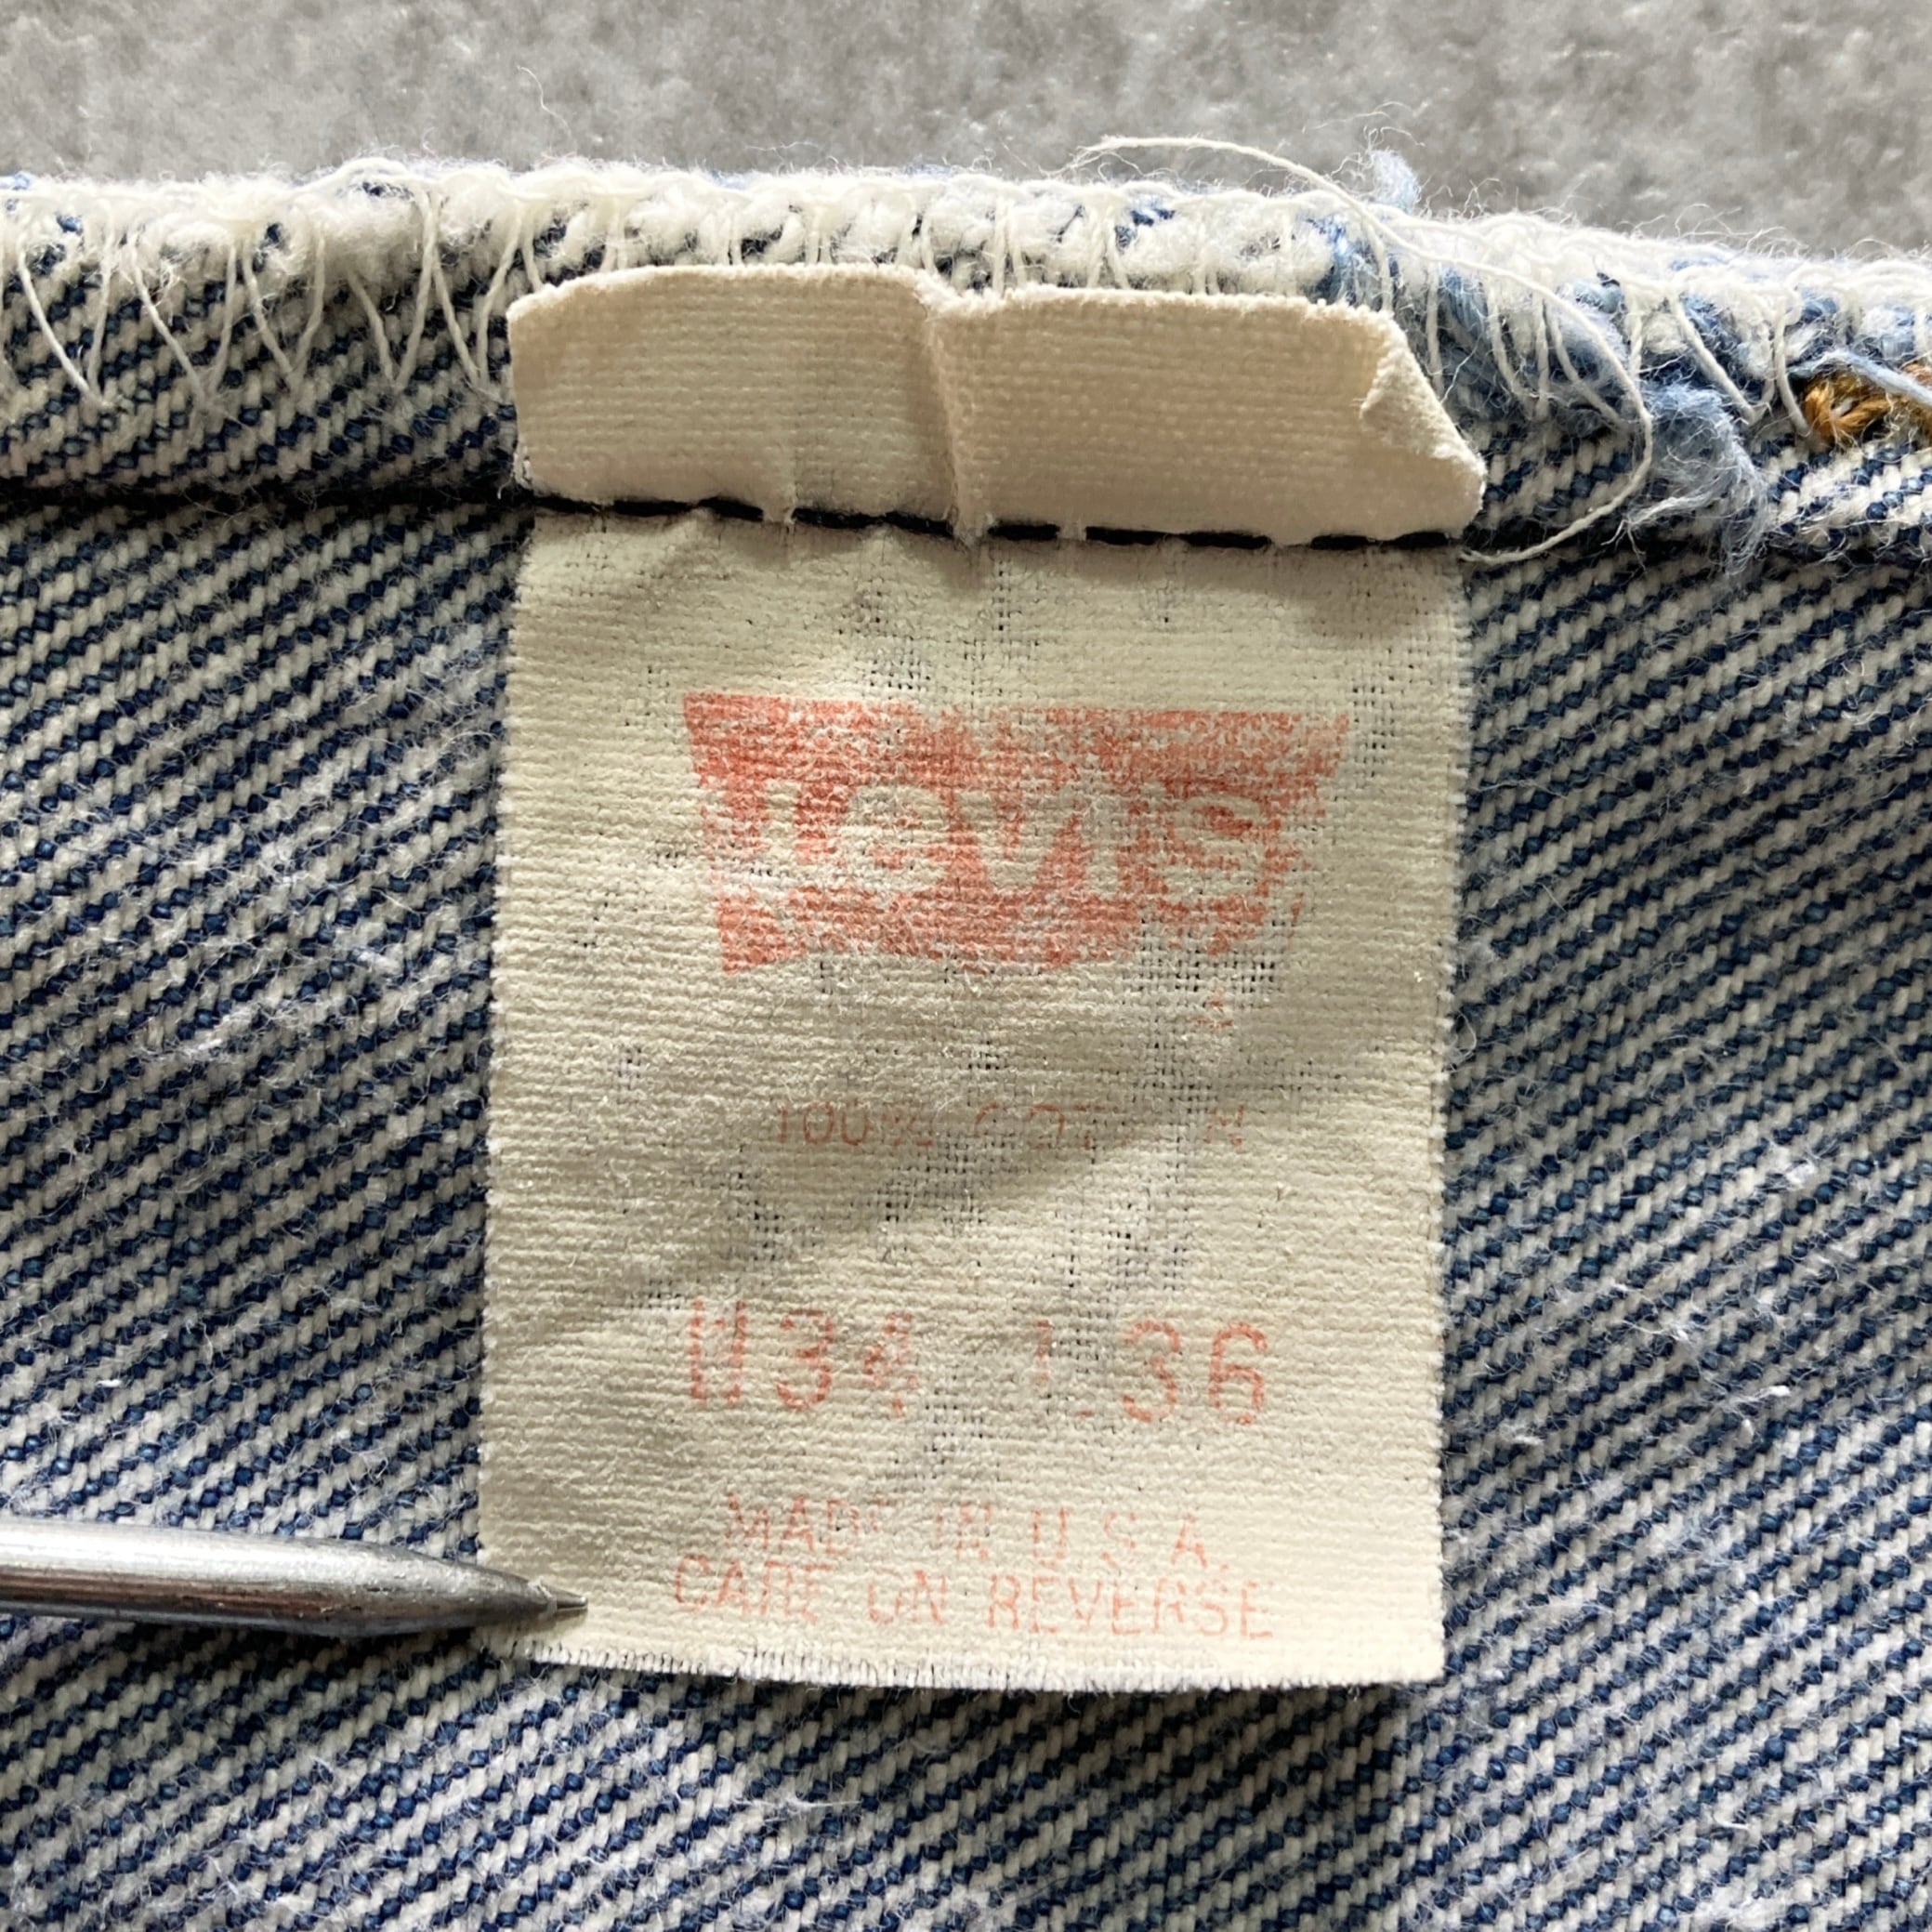 Levi's
100% COTTON
W34 L36
MADE IN U.S.A.
CARE ON REVERSE